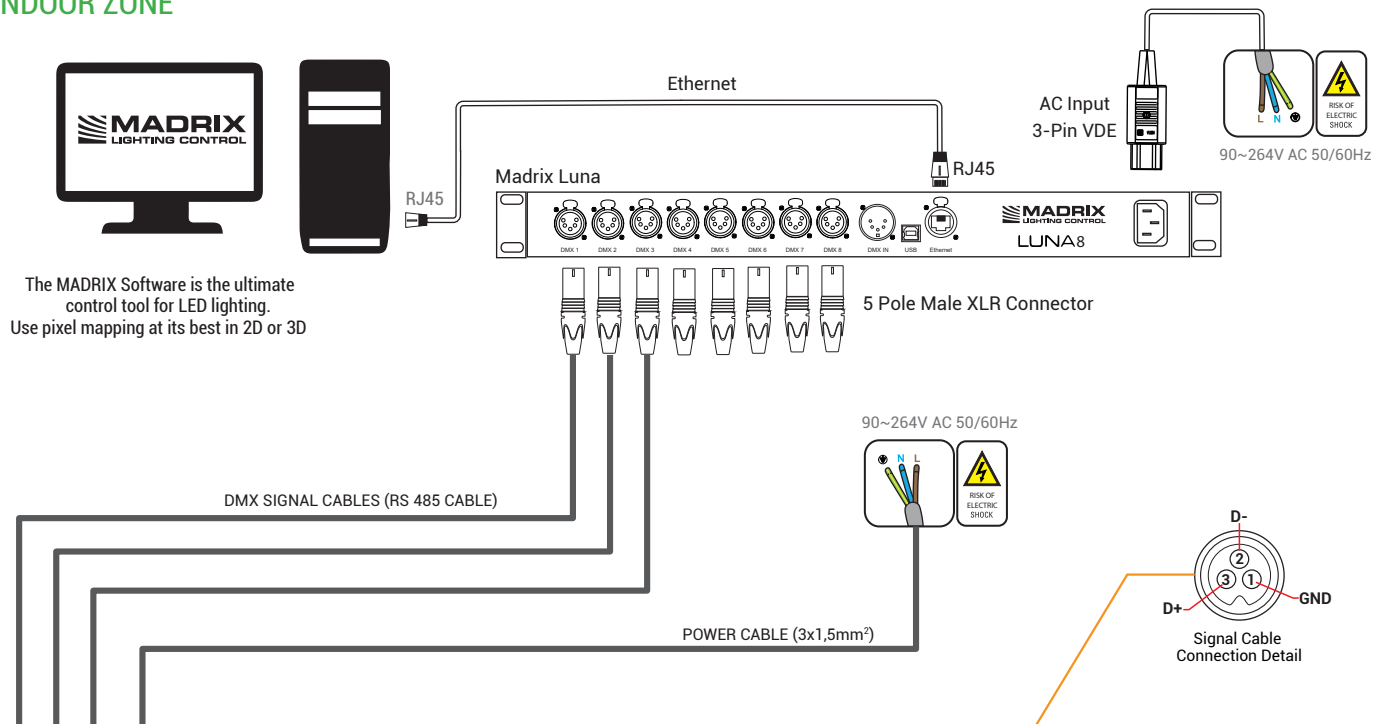 NDOOR ZONE
MADRIX
LIGHTING CONTROL
The MADRIX Software is the ultimate
control tool for LED lighting.
Use pixel mapping at its best in 2D or 3D
Ethernet
RJ45
RJ45
AC Input
3-Pin VDE
L N
RISK OF
ELECTRIC
SHOCK
90~264V AC 50/60Hz
Madrix Luna
DMX 1 DMX 2 DMX 3 DMX 4 DMX 5 DMX 6 DMX 7 DMX 8 DMX IN USB Ethernet
MADRIX
LIGHTING CONTROL
LUNA8
5 Pole Male XLR Connector
90~264V AC 50/60Hz
N L
RISK OF
ELECTRIC
SHOCK
DMX SIGNAL CABLES (RS 485 CABLE)
POWER CABLE (3x1,5mm²)
D-
2
3 1
D+
GND
Signal Cable
Connection Detail